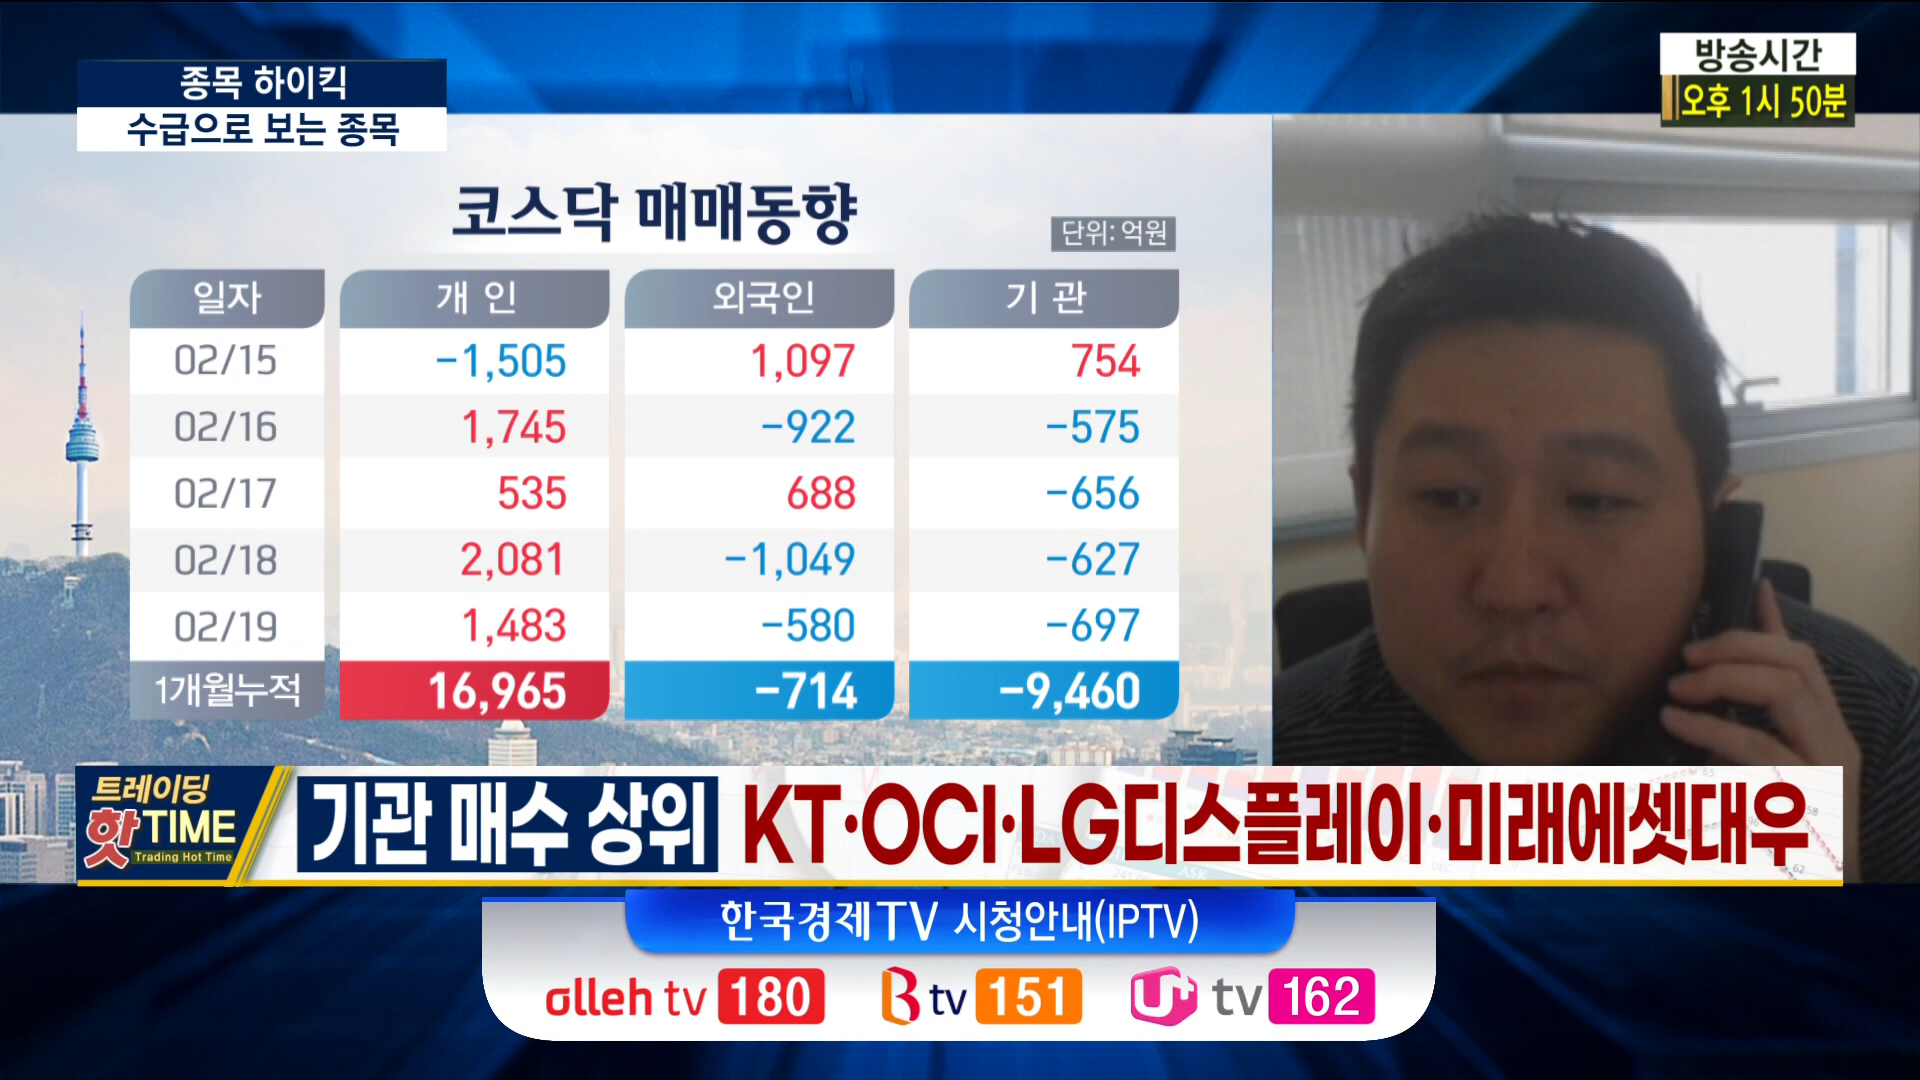 종목 하이킥
수급으로 보는 종목
방송시간
오후 1시 50분
코스닥 매매동향
단위: 억원
일자 개인 외국인 기관
02/15 -1,505 1,097 754
02/16 1,745 -922 -575
02/17 535 688 -656
02/18 2,081 -1,049 -627
02/19 1,483 -580 -697
1개월누적 16,965 -714 -9,460
트레이딩
핫TIME
Trading Hot Time
기관 매수 상위 KT·OCI·LG디스플레이·미래에셋대우
한국경제TV 시청안내(IPTV)
olleh tv 180 B tv 151 U+ tv 162